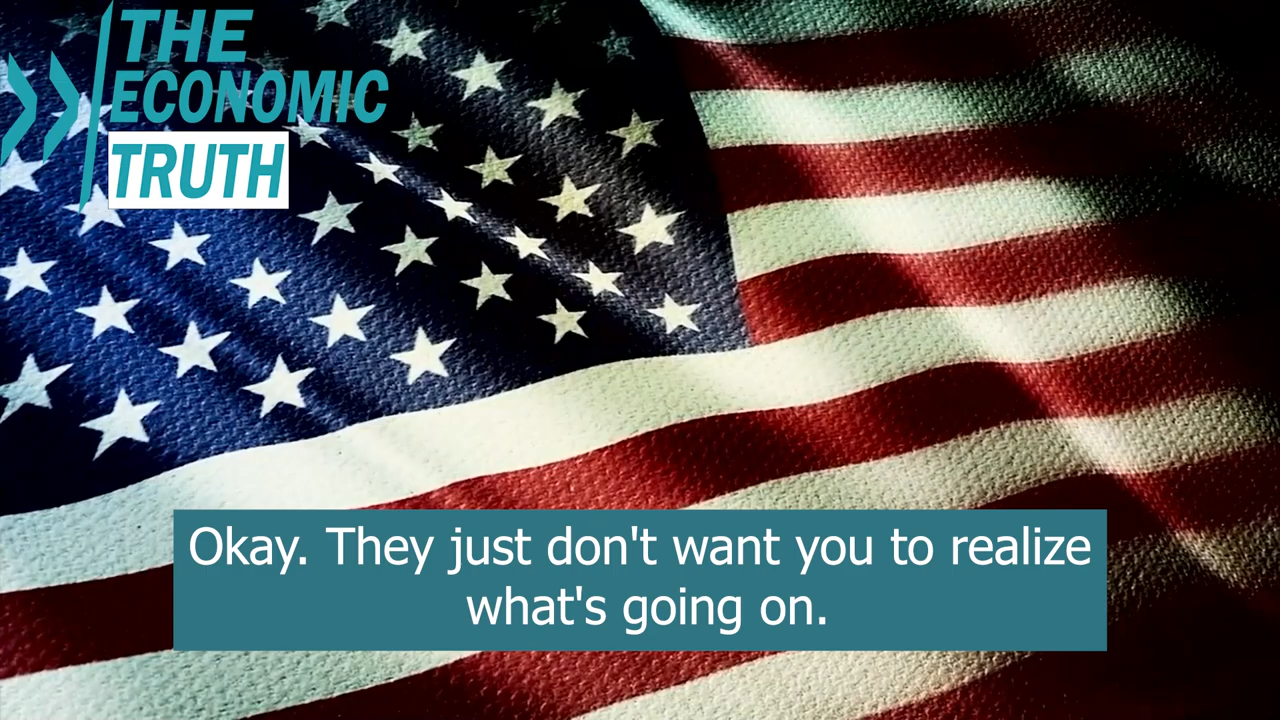 THE
ECONOMIC
TRUTH
Okay. They just don't want you to realize
what's going on.